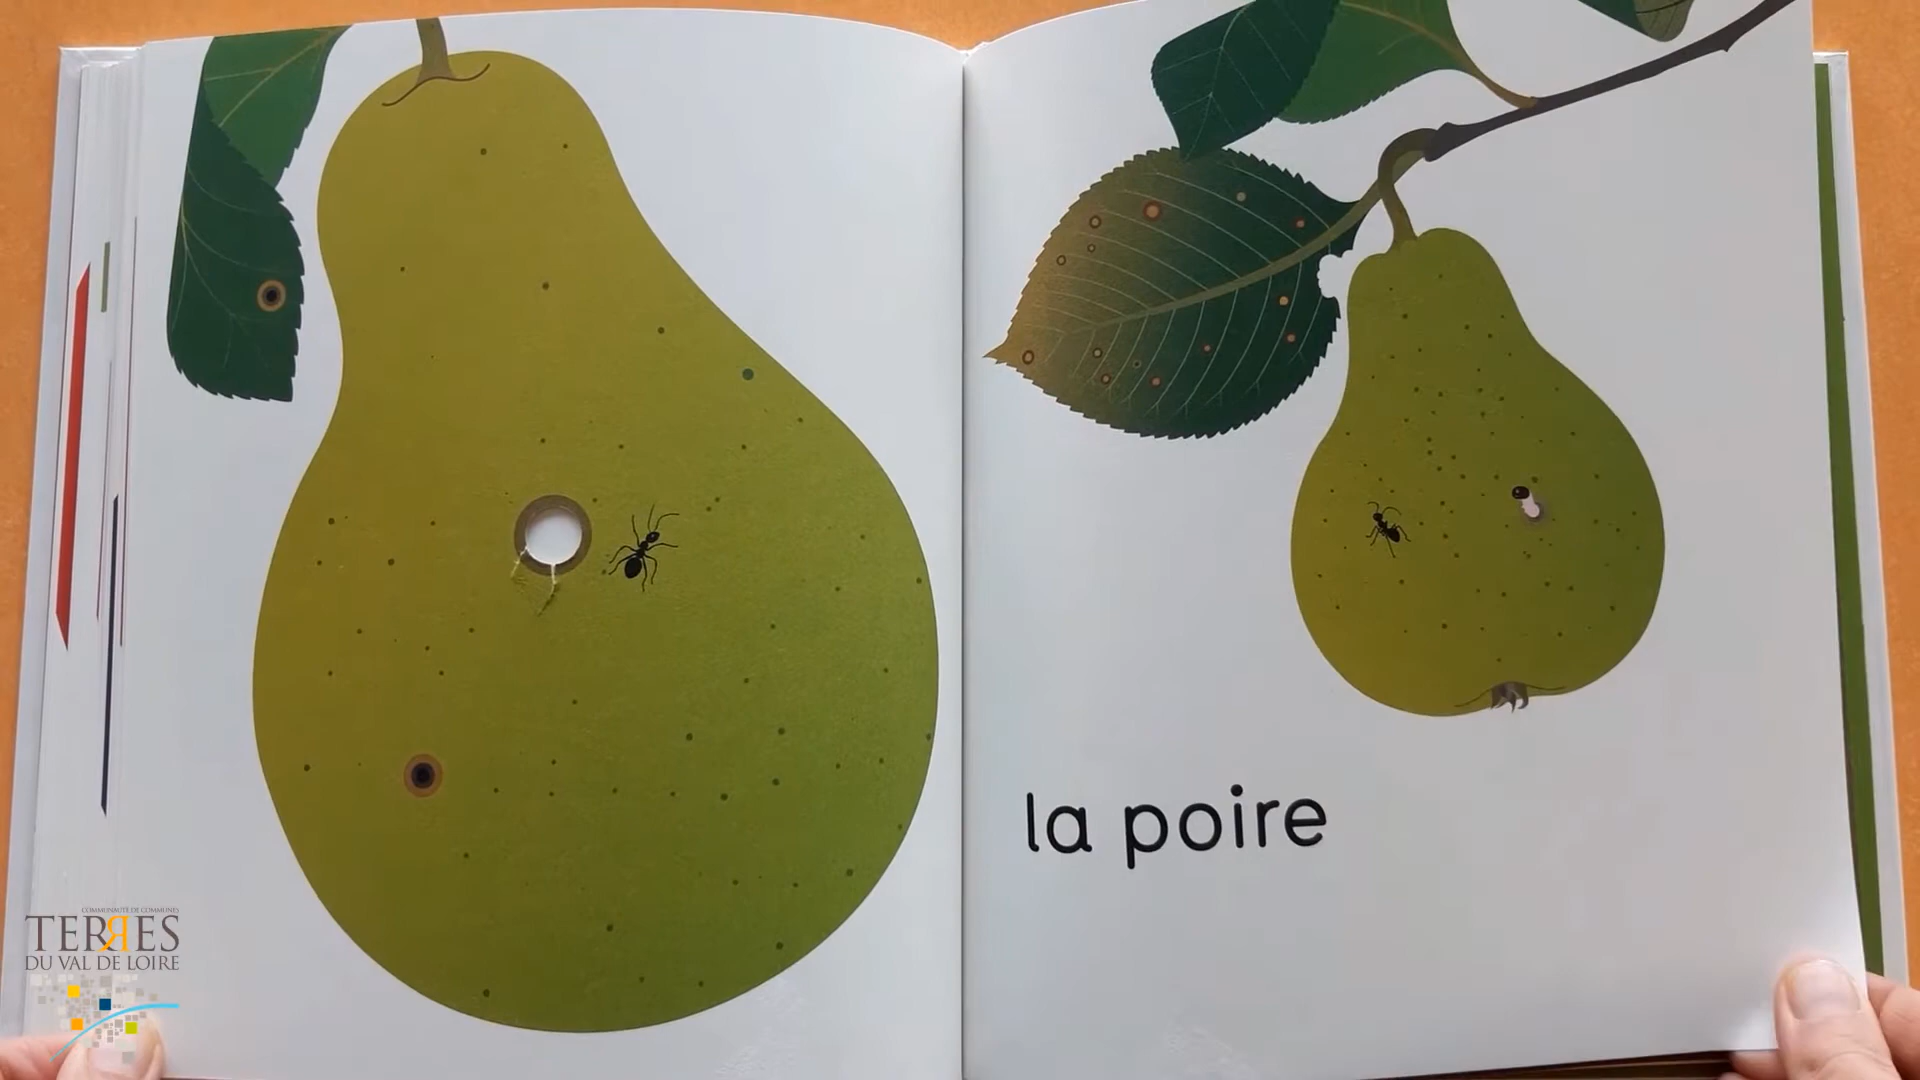 la poire
COMMUNAUTÉ DE COMMUNES
TERRES
DU VAL DE LOIRE